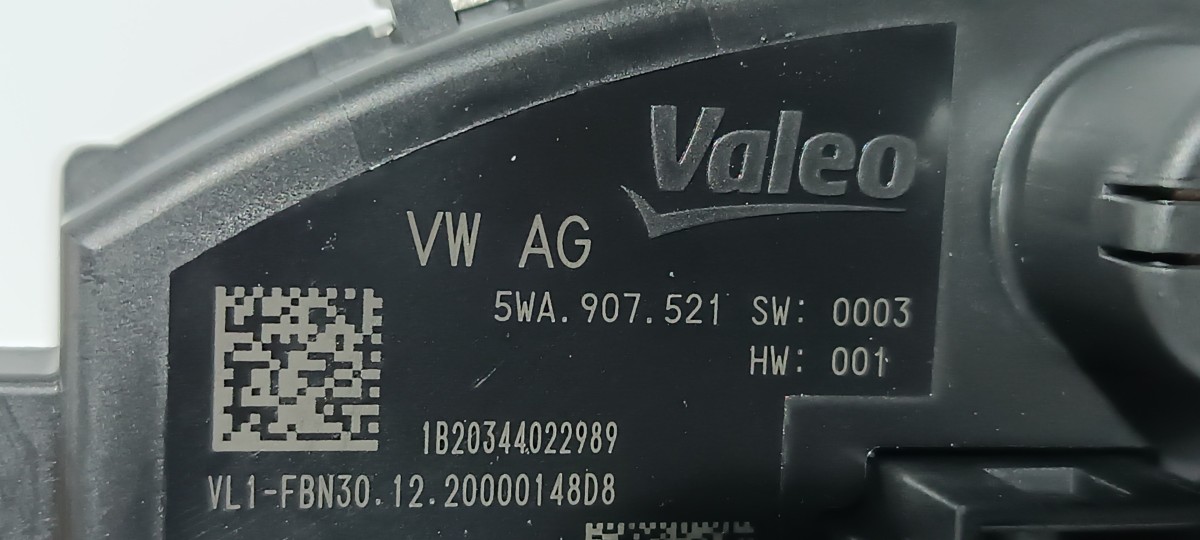 Valeo
VW AG
5WA.907.521 SW: 0003
HW: 001
1B20344022989
VL1-FBN30.12.20000148D8